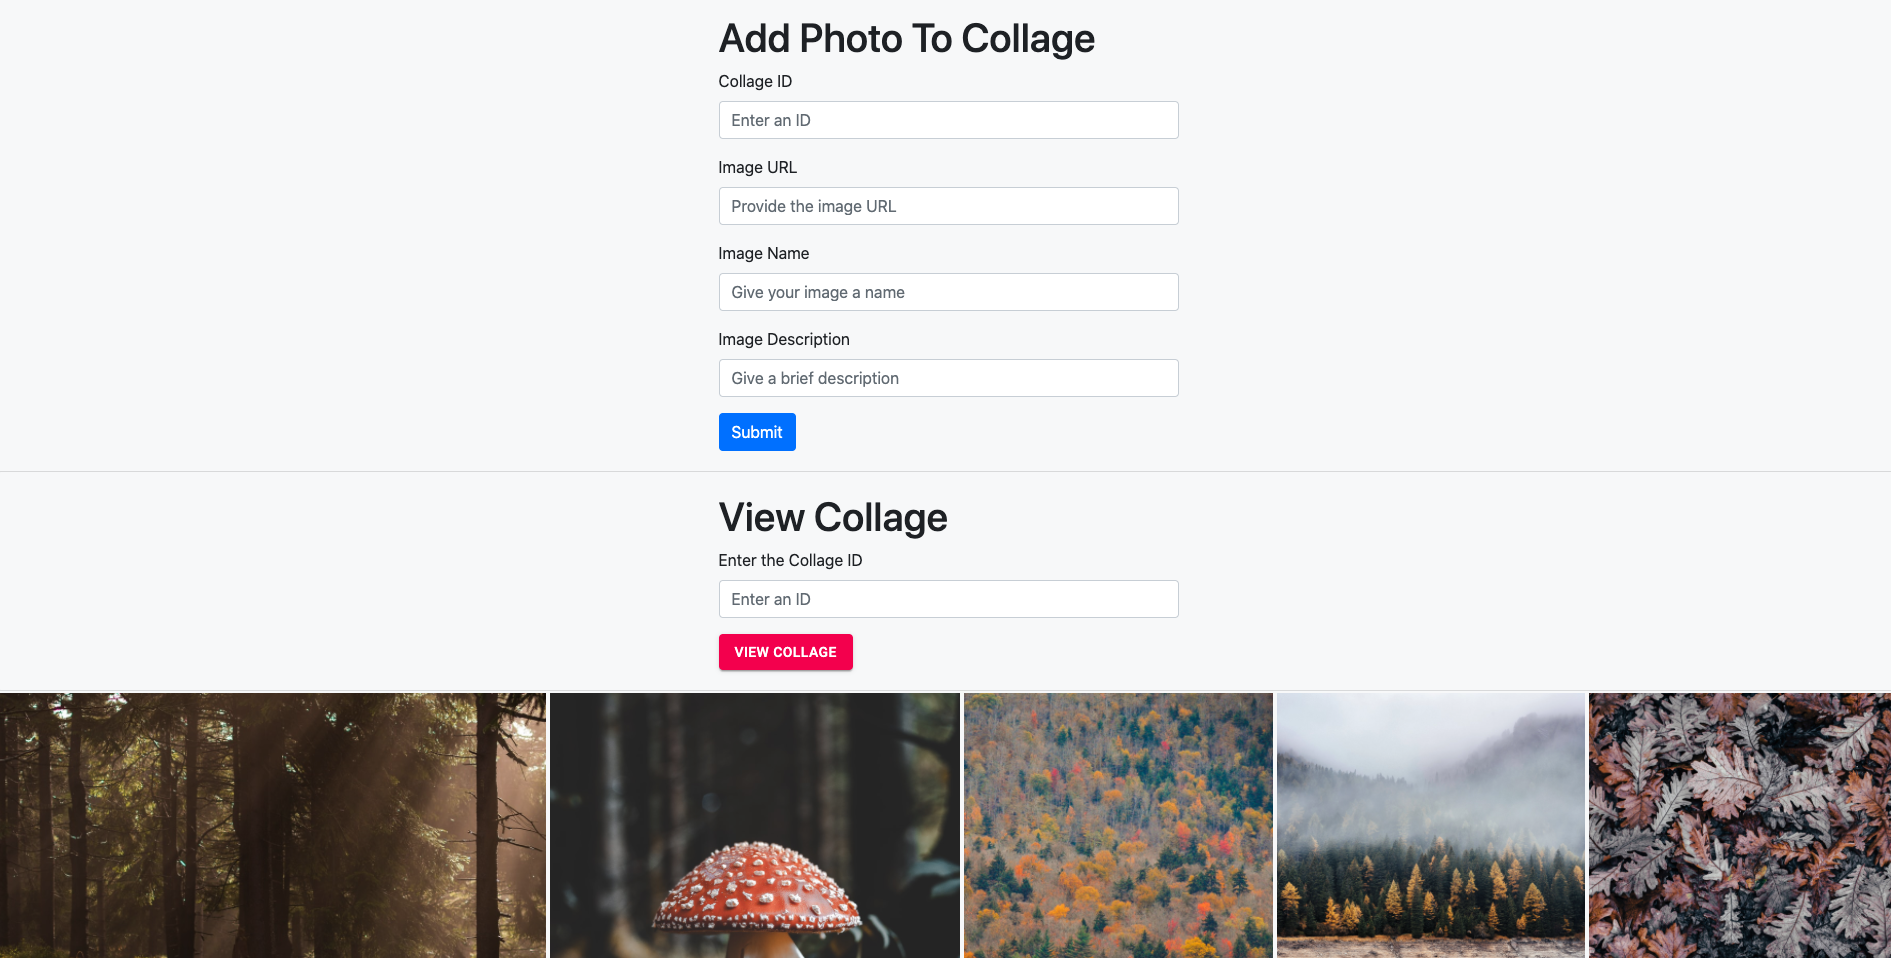 Add Photo To Collage
Collage ID
Enter an ID
Image URL
Provide the image URL
Image Name
Give your image a name
Image Description
Give a brief description
Submit
View Collage
Enter the Collage ID
Enter an ID
VIEW COLLAGE